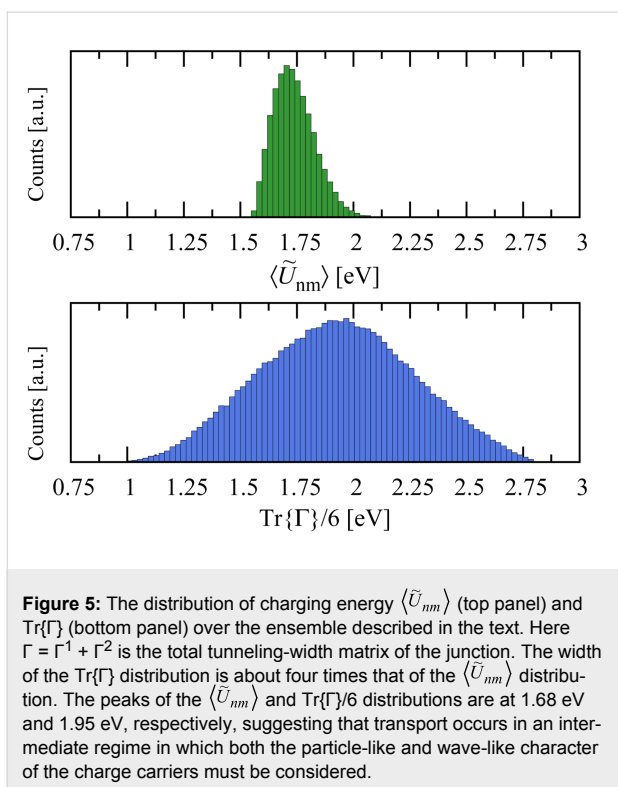 Counts [a.u.]
0.75 1 1.25 1.5 1.75 2 2.25 2.5 2.75 3
⟨Ũnm⟩ [eV]
Counts [a.u.]
0.75 1 1.25 1.5 1.75 2 2.25 2.5 2.75 3
Tr{Γ}/6 [eV]
Figure 5: The distribution of charging energy ⟨Ũnm⟩ (top panel) and
Tr{Γ} (bottom panel) over the ensemble described in the text. Here
Γ = Γ¹ + Γ² is the total tunneling-width matrix of the junction. The width
of the Tr{Γ} distribution is about four times that of the ⟨Ũnm⟩ distribu-
tion. The peaks of the ⟨Ũnm⟩ and Tr{Γ}/6 distributions are at 1.68 eV
and 1.95 eV, respectively, suggesting that transport occurs in an inter-
mediate regime in which both the particle-like and wave-like character
of the charge carriers must be considered.